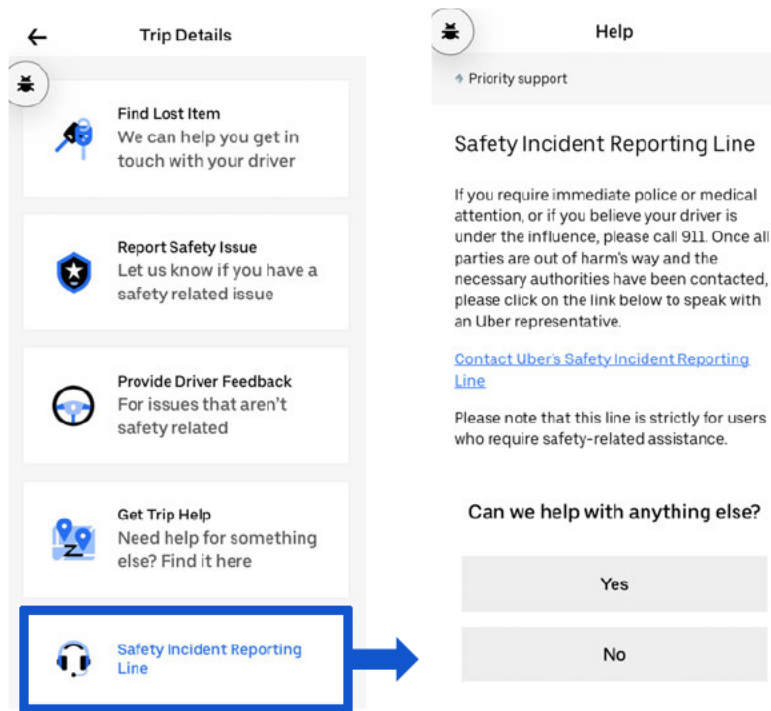 Trip Details
Find Lost Item
We can help you get in
touch with your driver
Report Safety Issue
Let us know if you have a
safety related issue
Provide Driver Feedback
For issues that aren't
safety related
Get Trip Help
Need help for something
else? Find it here
Safety Incident Reporting
Line
Help
Priority support
Safety Incident Reporting Line
If you require immediate police or medical
attention, or if you believe your driver is
under the influence, please call 911. Once all
parties are out of harm's way and the
necessary authorities have been contacted,
please click on the link below to speak with
an Uber representative.
Contact Uber's Safety Incident Reporting
Line
Please note that this line is strictly for users
who require safety-related assistance.
Can we help with anything else?
Yes
No